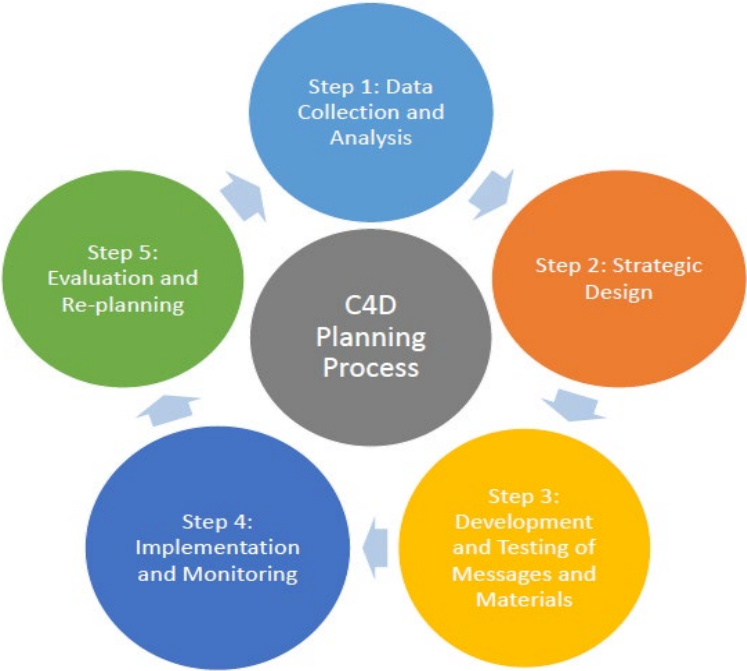 Step 1: Data
Collection and
Analysis
Step 2: Strategic
Design
Step 3:
Development
and Testing of
Messages and
Materials
Step 4:
Implementation
and Monitoring
Step 5:
Evaluation and
Re-planning
C4D
Planning
Process